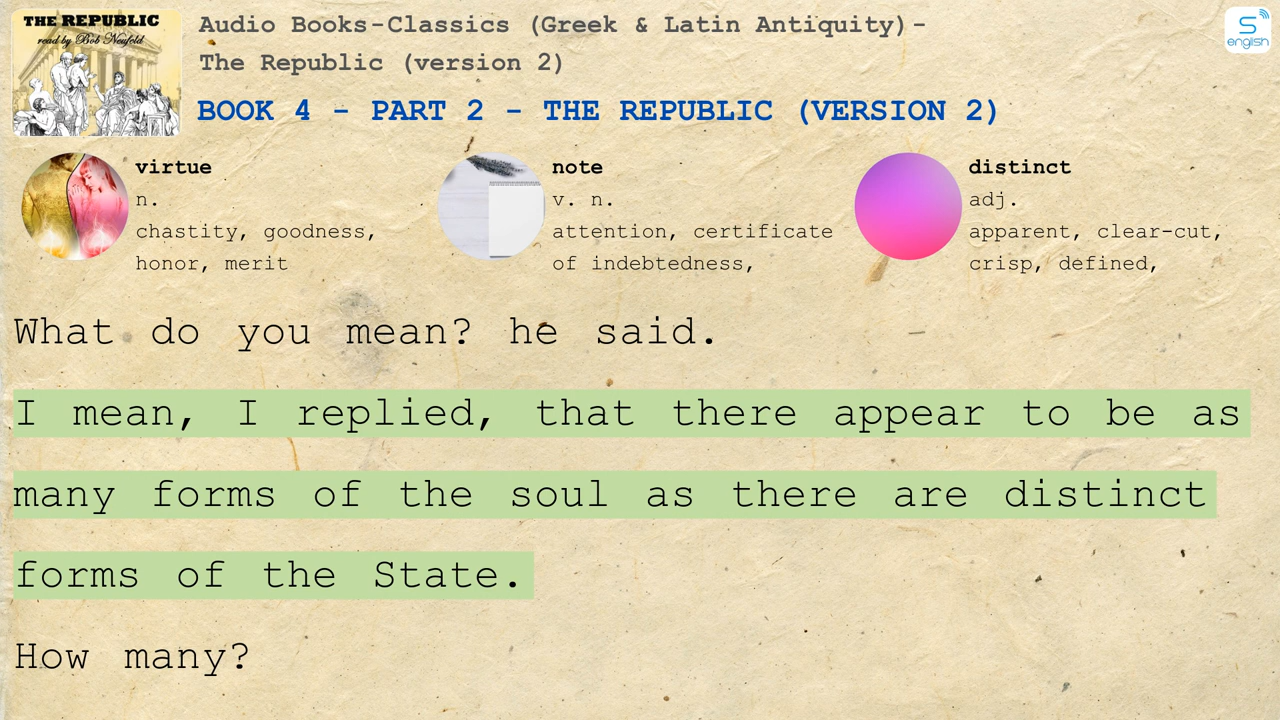 THE REPUBLIC
read by Bob Neufeld
Audio Books-Classics (Greek & Latin Antiquity)-
The Republic (version 2)
S
english
BOOK 4 - PART 2 - THE REPUBLIC (VERSION 2)
virtue
n.
chastity, goodness,
honor, merit
note
v. n.
attention, certificate
of indebtedness,
distinct
adj.
apparent, clear-cut,
crisp, defined,
What do you mean? he said.
I mean, I replied, that there appear to be as
many forms of the soul as there are distinct
forms of the State.
How many?